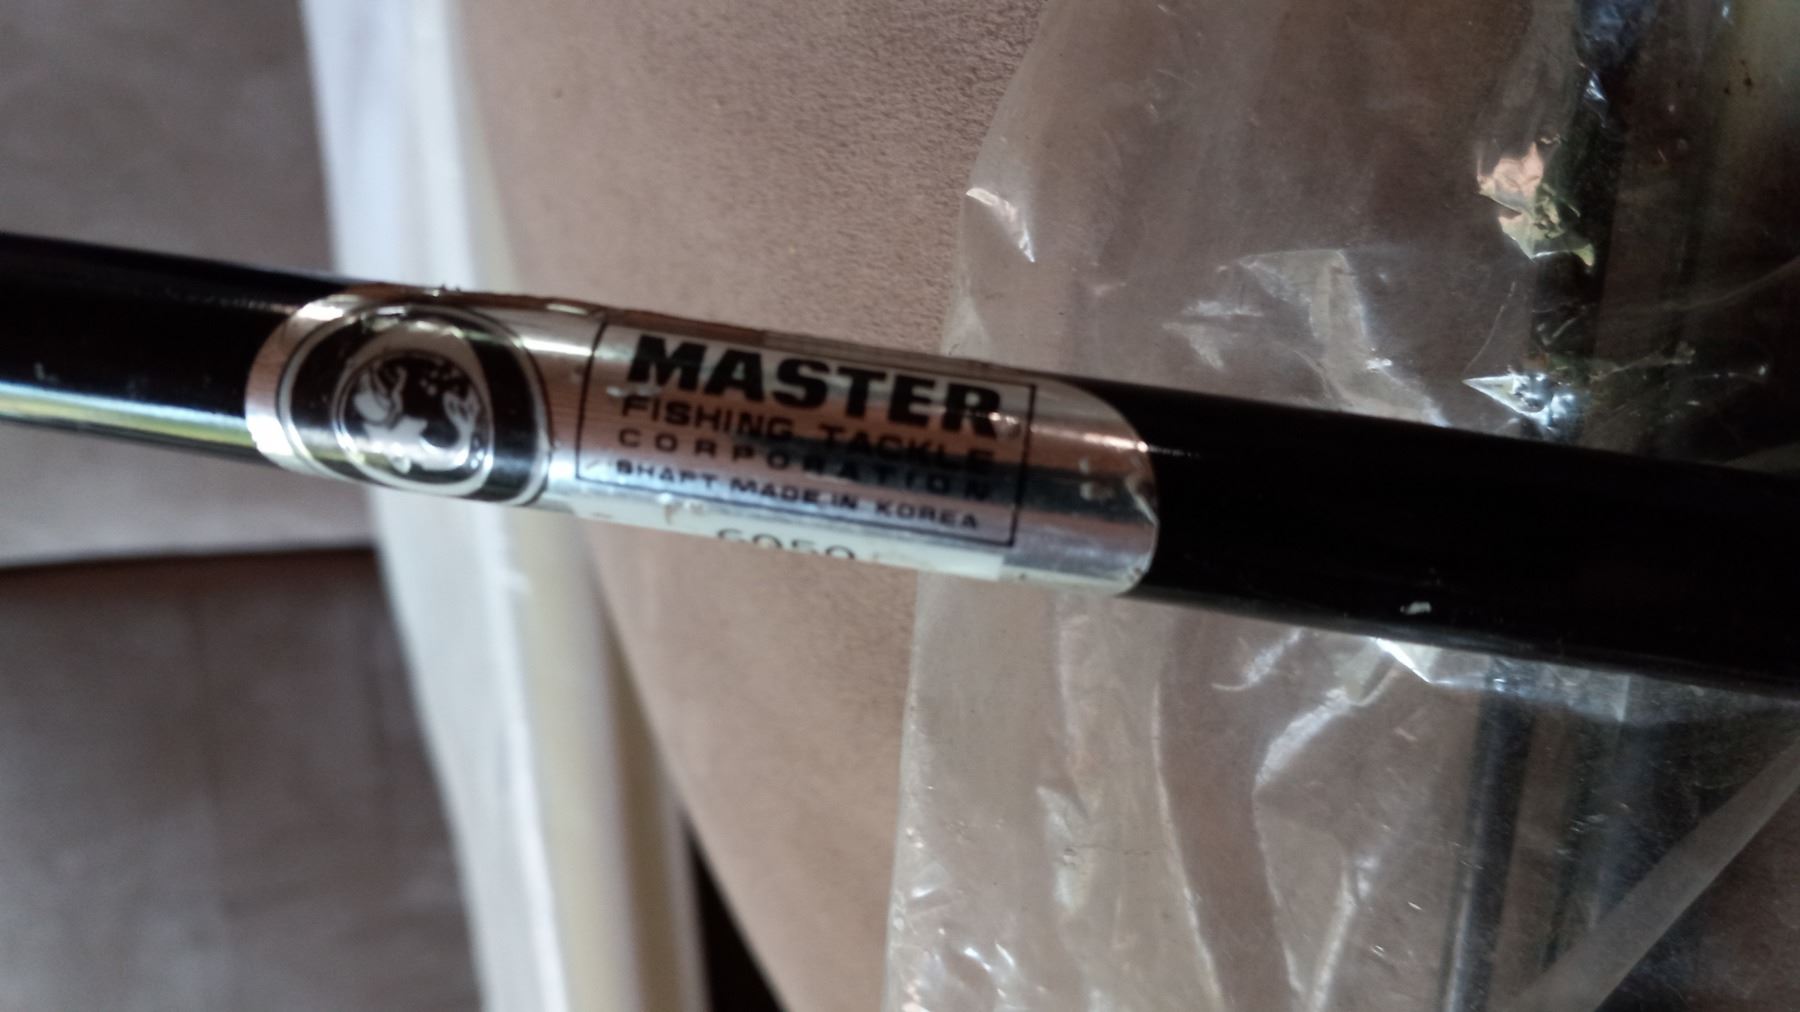 MASTER
FISHING TACKLE
CORPORATION
SHAFT MADE IN KOREA